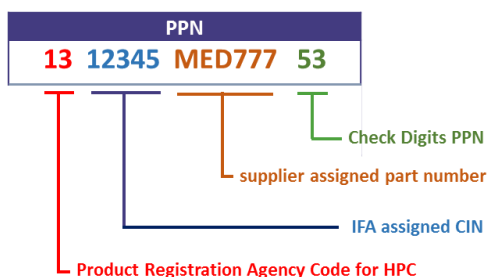 PPN
13 12345 MED777 53
Check Digits PPN
supplier assigned part number
IFA assigned CIN
Product Registration Agency Code for HPC